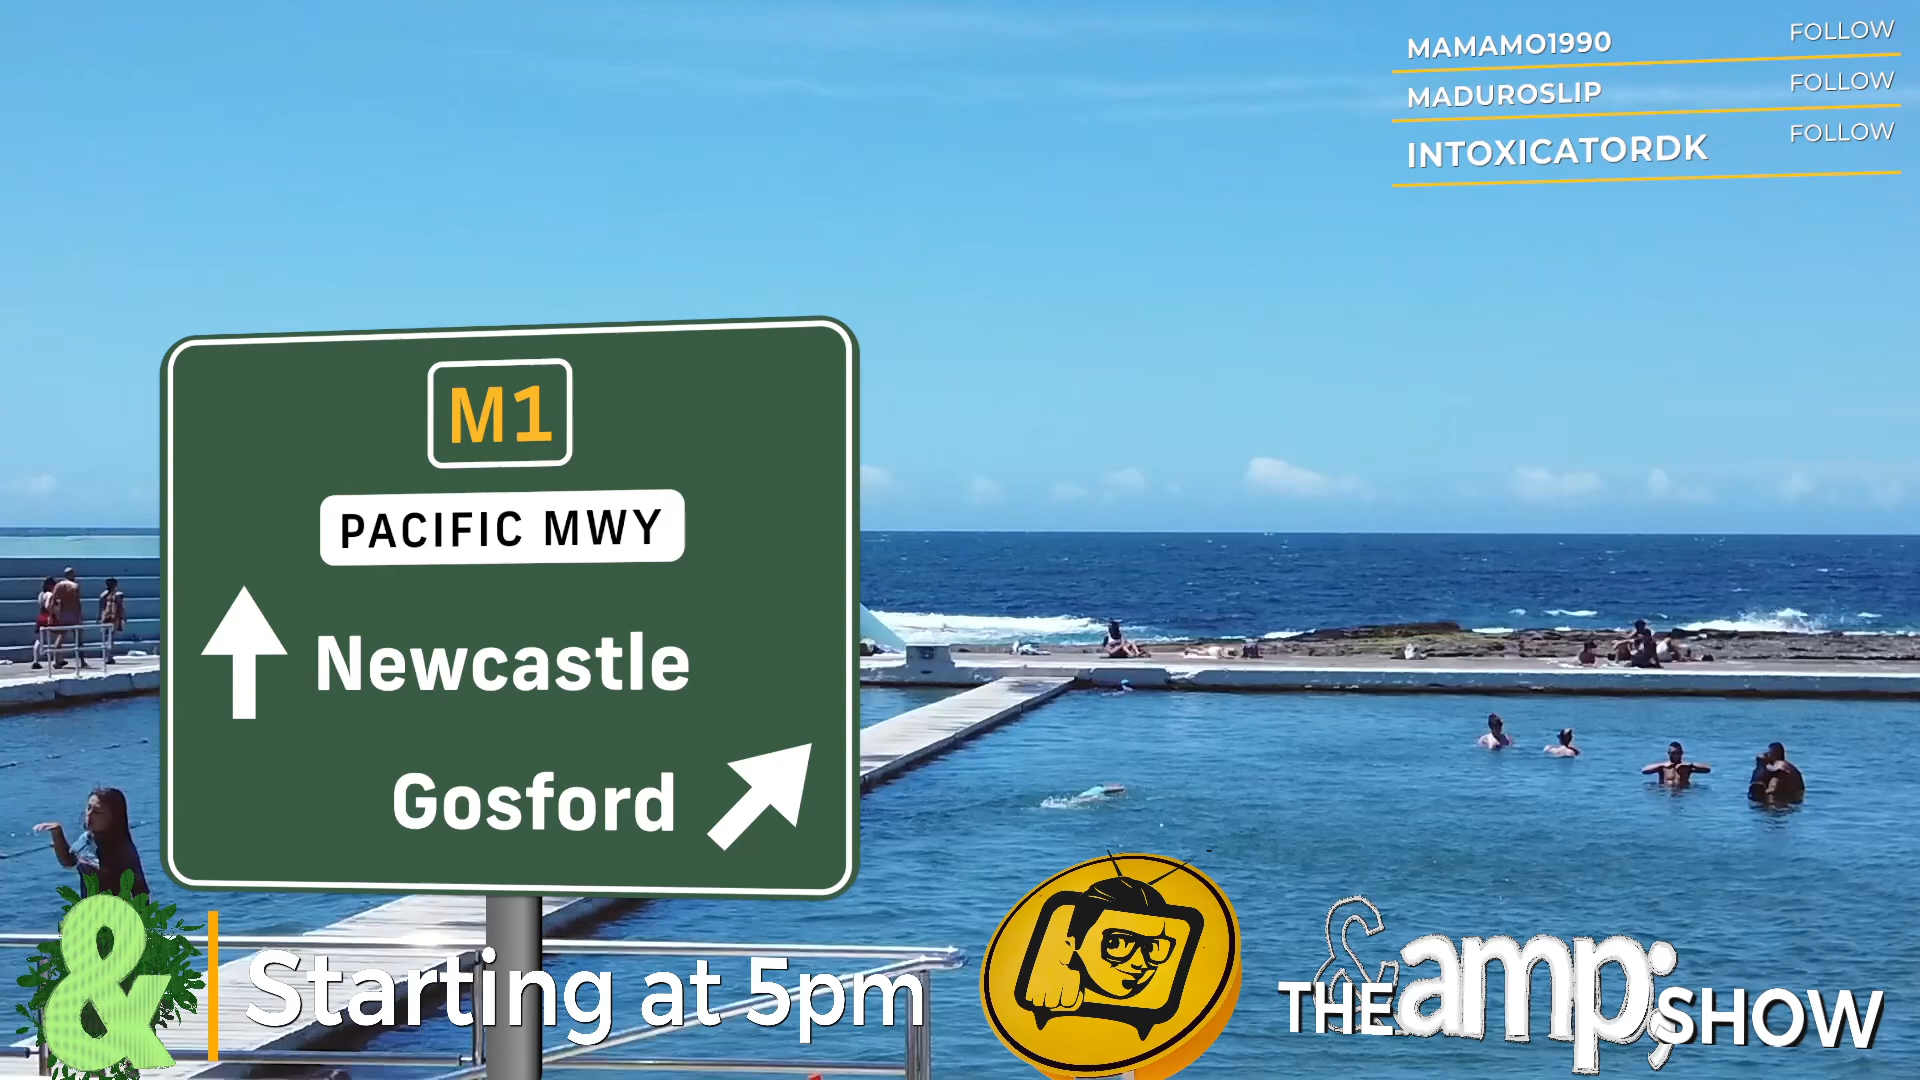 MAMAMO1990 FOLLOW
MADUROSLIP FOLLOW
INTOXICATORDK FOLLOW
M1
PACIFIC MWY
Newcastle
Gosford
& Starting at 5pm
THE &amp; SHOW